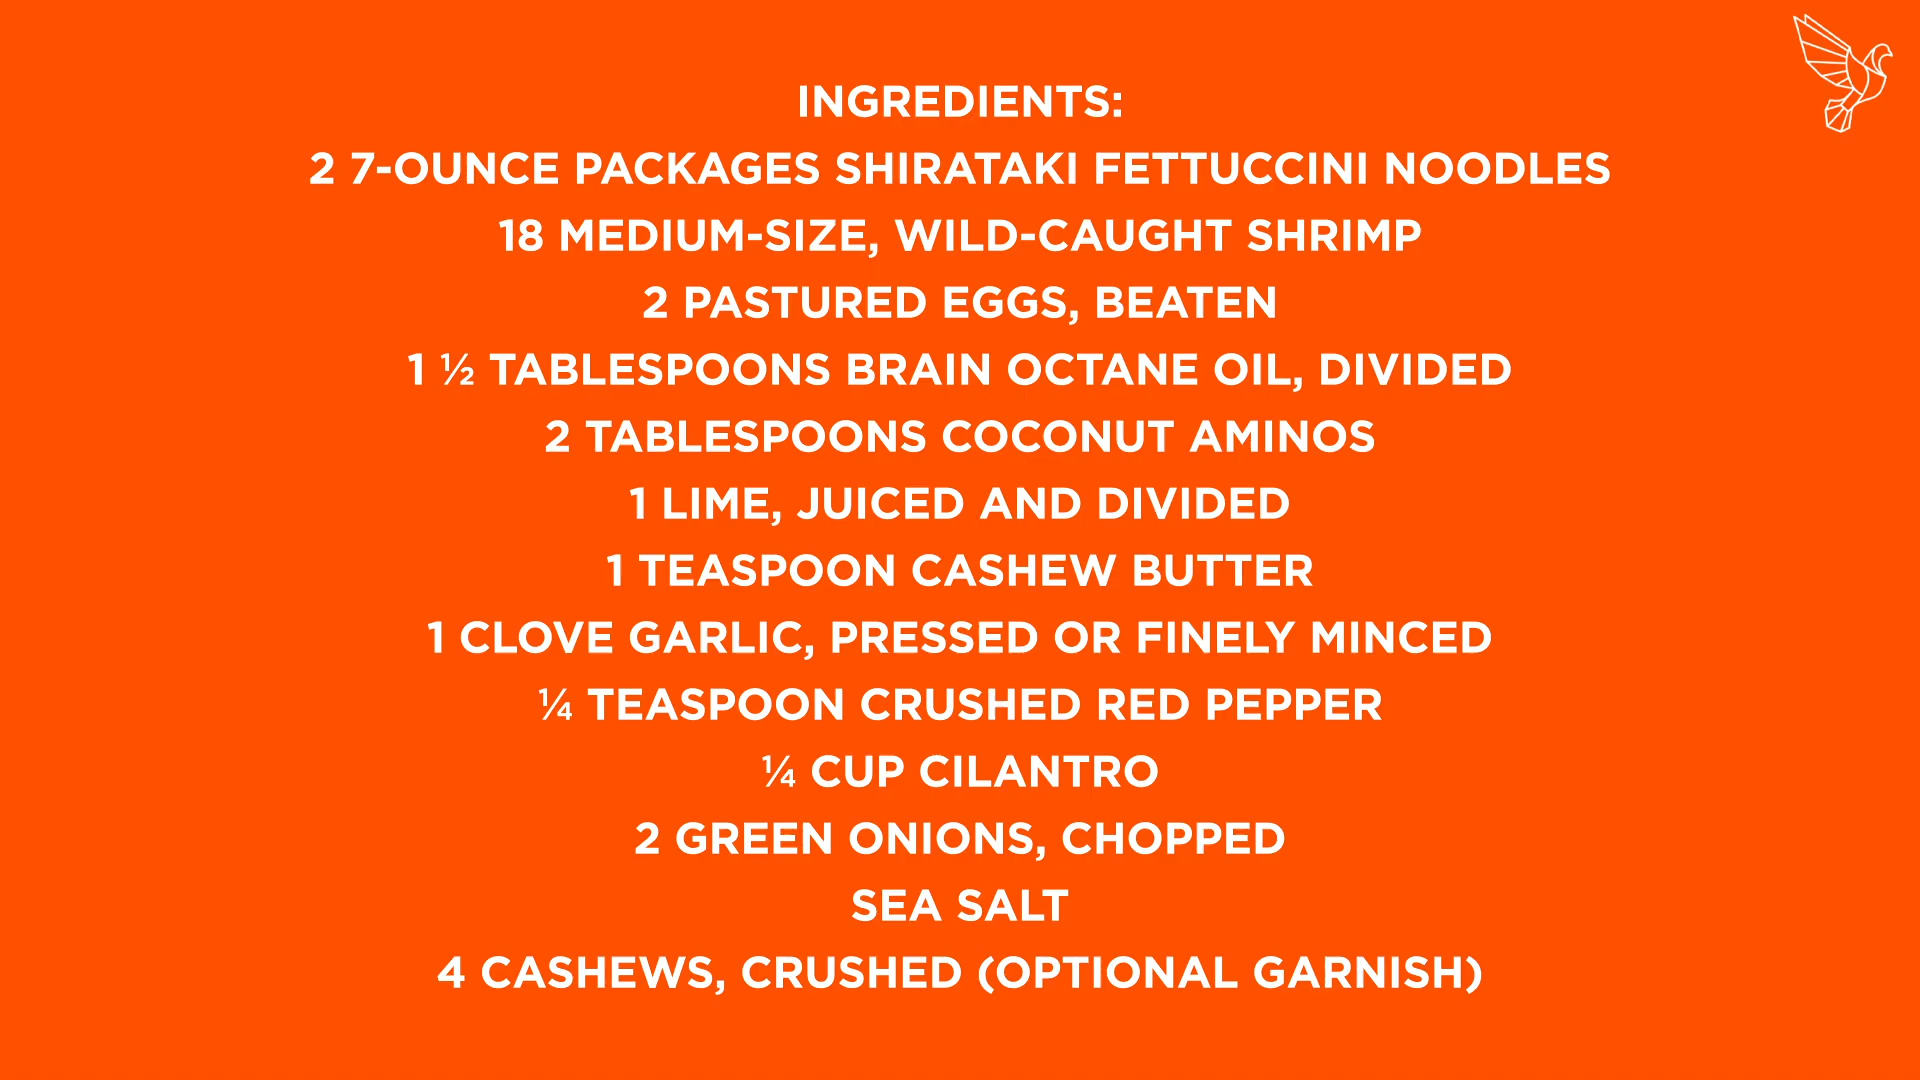 INGREDIENTS:
2 7-OUNCE PACKAGES SHIRATAKI FETTUCCINI NOODLES
18 MEDIUM-SIZE, WILD-CAUGHT SHRIMP
2 PASTURED EGGS, BEATEN
1 ½ TABLESPOONS BRAIN OCTANE OIL, DIVIDED
2 TABLESPOONS COCONUT AMINOS
1 LIME, JUICED AND DIVIDED
1 TEASPOON CASHEW BUTTER
1 CLOVE GARLIC, PRESSED OR FINELY MINCED
¼ TEASPOON CRUSHED RED PEPPER
¼ CUP CILANTRO
2 GREEN ONIONS, CHOPPED
SEA SALT
4 CASHEWS, CRUSHED (OPTIONAL GARNISH)